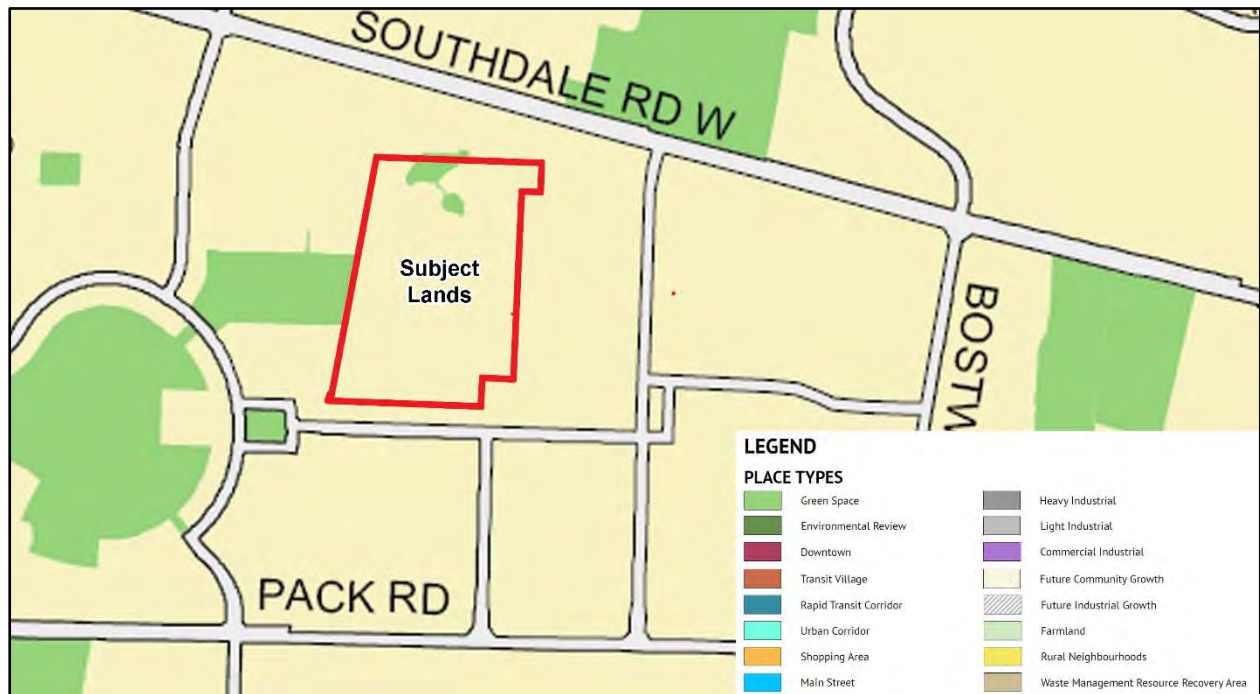 SOUTHDALE RD W
Subject
Lands
BOSTW
PACK RD
LEGEND
PLACE TYPES
Green Space
Environmental Review
Downtown
Transit Village
Rapid Transit Corridor
Urban Corridor
Shopping Area
Main Street
Heavy Industrial
Light Industrial
Commercial Industrial
Future Community Growth
Future Industrial Growth
Farmland
Rural Neighbourhoods
Waste Management Resource Recovery Area